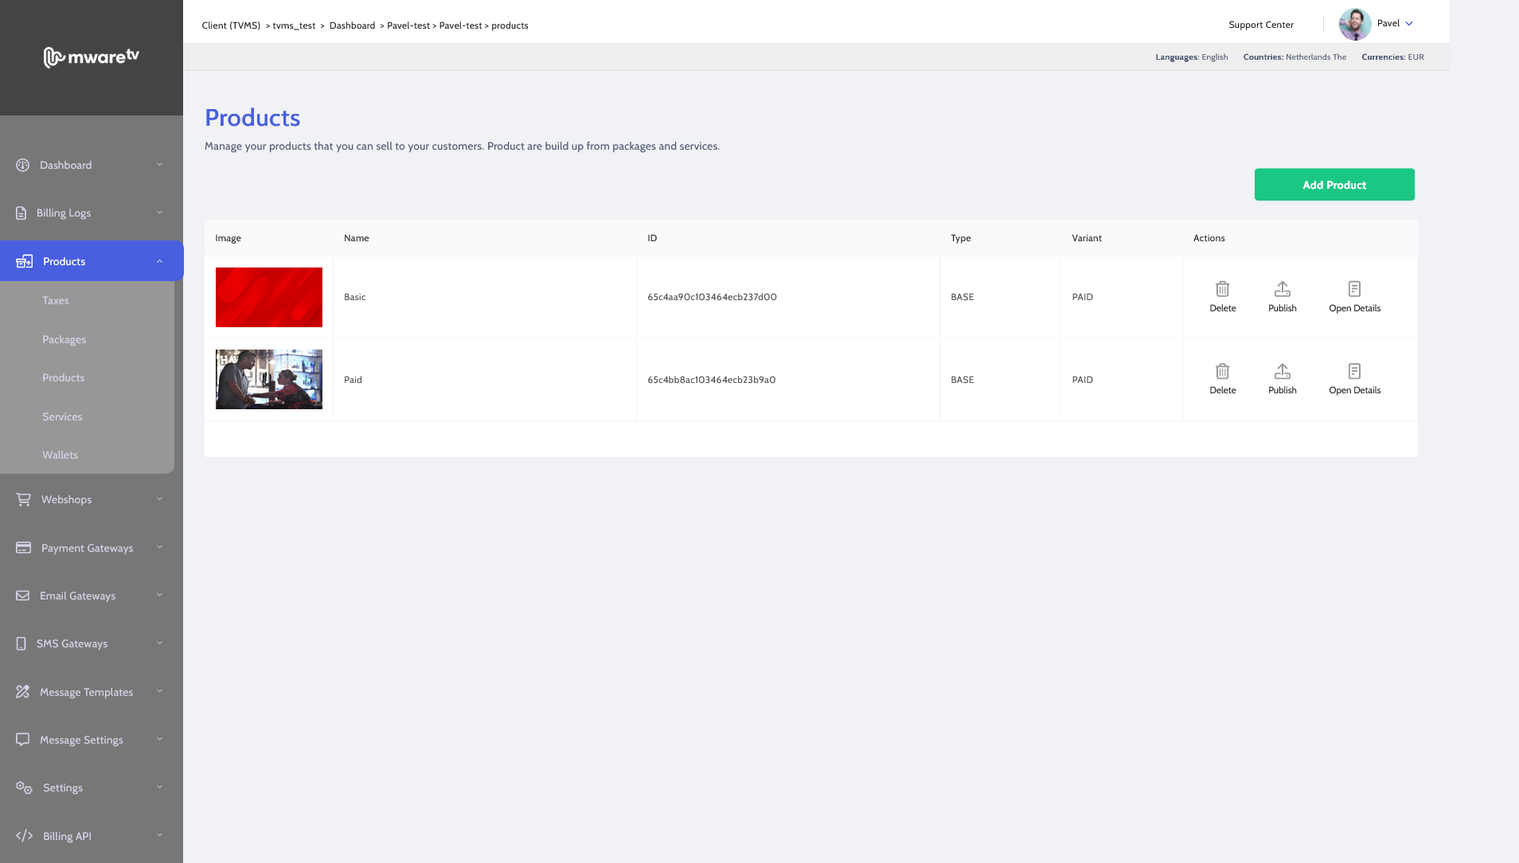 mwaretv
Client (TVMS) > tvms_test > Dashboard > Pavel-test > Pavel-test > products
Support Center
Pavel
Languages: English Countries: Netherlands The Currencies: EUR
Dashboard
Billing Logs
Products
Taxes
Packages
Products
Services
Wallets
Webshops
Payment Gateways
Email Gateways
SMS Gateways
Message Templates
Message Settings
Settings
Billing API
Products
Manage your products that you can sell to your customers. Product are build up from packages and services.
Add Product
Image Name ID Type Variant Actions
Basic 65c4aa90c103464ecb237d00 BASE PAID Delete Publish Open Details
Paid 65c4bb8ac103464ecb23b9a0 BASE PAID Delete Publish Open Details